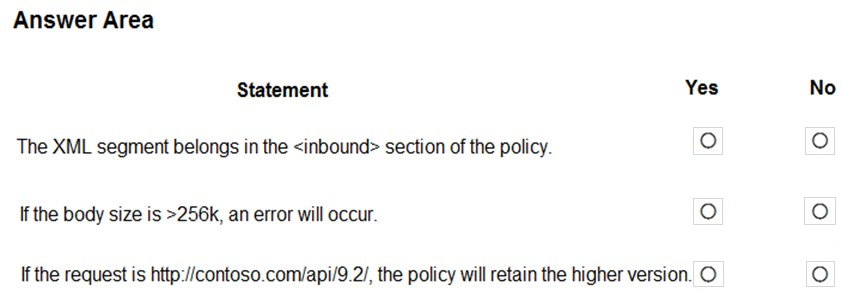 Answer Area
Statement Yes No
The XML segment belongs in the <inbound> section of the policy.
If the body size is >256k, an error will occur.
If the request is http://contoso.com/api/9.2/, the policy will retain the higher version.